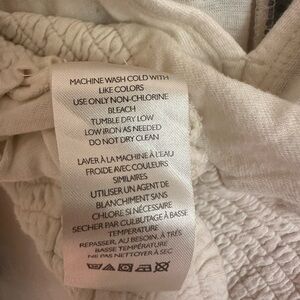 MACHINE WASH COLD WITH
LIKE COLORS
USE ONLY NON-CHLORINE
BLEACH
TUMBLE DRY LOW
LOW IRON AS NEEDED
DO NOT DRY CLEAN
LAVER À LA MACHINE À L'EAU
FROIDE AVEC COULEURS
SIMILAIRES
UTILISER UN AGENT DE
BLANCHIMENT SANS
CHLORE SI NÉCESSAIRE
SECHER PAR CULBUTAGE À BASSE
TEMPERATURE
REPASSER, AU BESOIN, À TRÈS
BASSE TEMPÉRATURE
NE PAS NETTOYER À SEC